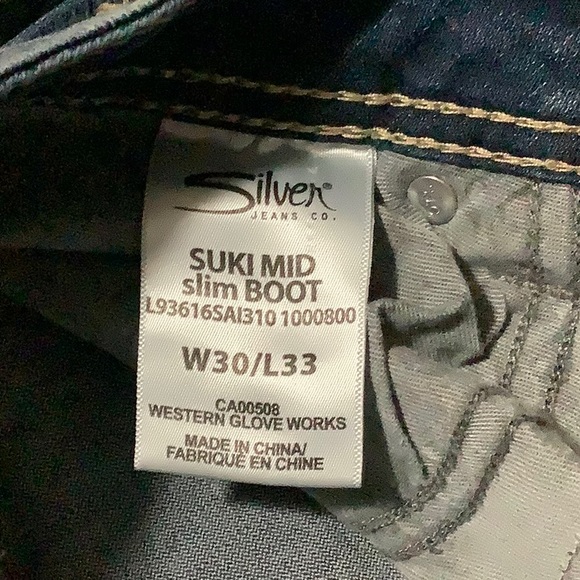 Silver®
JEANS CO.
SUKI MID
slim BOOT
L93616SAI310 1000800
W30/L33
CA00508
WESTERN GLOVE WORKS
MADE IN CHINA/
FABRIQUÉ EN CHINE